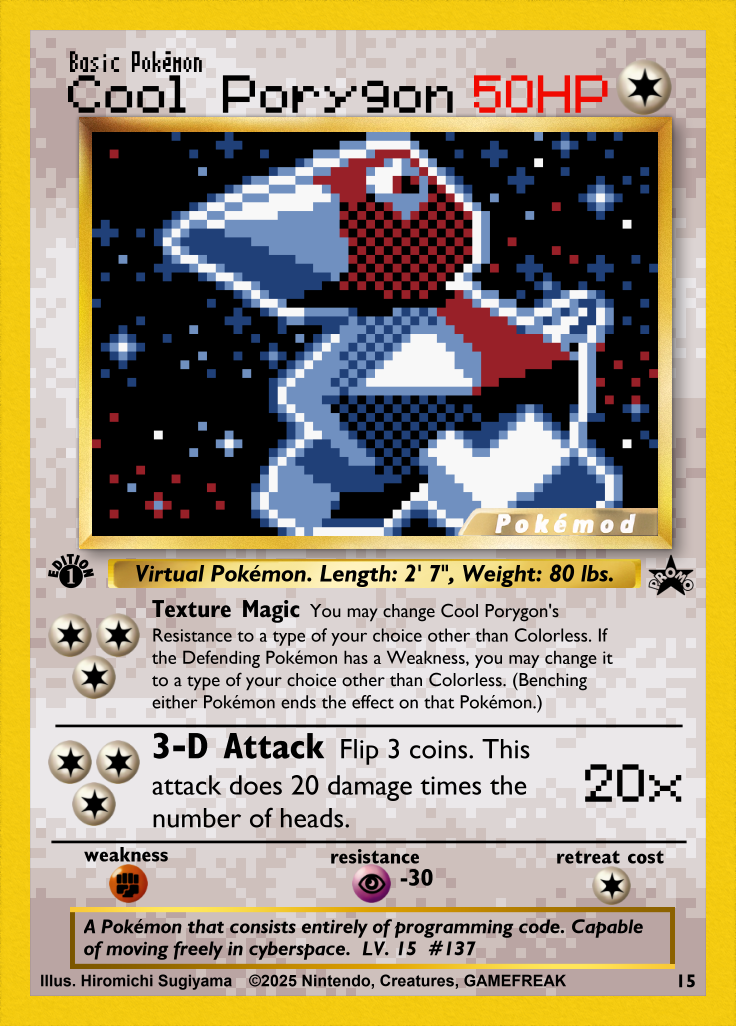 Basic Pokémon
Cool Porygon 50HP
Pokémod
EDITION 1
Virtual Pokémon. Length: 2' 7", Weight: 80 lbs.
PROMO
Texture Magic You may change Cool Porygon's
Resistance to a type of your choice other than Colorless. If
the Defending Pokémon has a Weakness, you may change it
to a type of your choice other than Colorless. (Benching
either Pokémon ends the effect on that Pokémon.)
3-D Attack Flip 3 coins. This
attack does 20 damage times the
number of heads.
20x
weakness
resistance
-30
retreat cost
A Pokémon that consists entirely of programming code. Capable
of moving freely in cyberspace. LV. 15 #137
Illus. Hiromichi Sugiyama ©2025 Nintendo, Creatures, GAMEFREAK
15